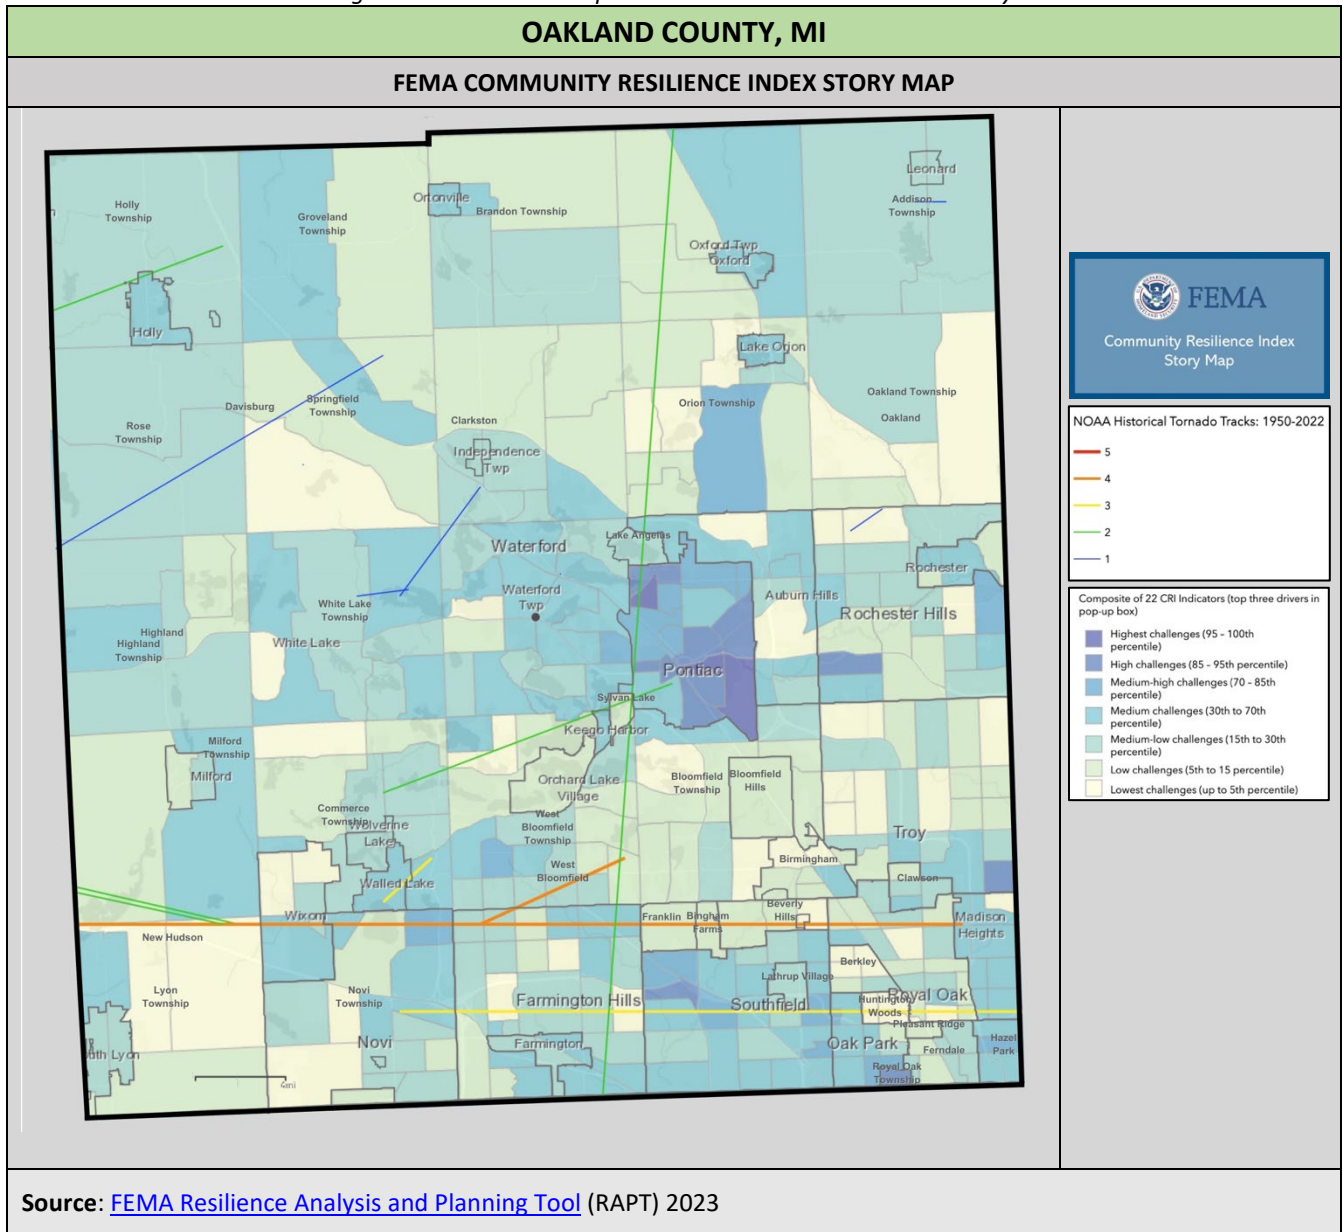 OAKLAND COUNTY, MI
FEMA COMMUNITY RESILIENCE INDEX STORY MAP
Leonard
Holly
Township
Ortonville
Addison
Township
Groveland
Township
Brandon Township
Oxford Twp
Oxford
Holly
Lake Orion
Oakland Township
Davisburg
Springfield
Township
Orion Township
Oakland
Rose
Township
Clarkston
Independence
Twp
Waterford
Lake Angelus
Rochester
Waterford
Twp
Auburn Hills
White Lake
Township
Rochester Hills
Highland
Highland
Township
White Lake
Pontiac
Sylvan Lake
Keego Harbor
Milford
Township
Milford
Orchard Lake
Village
Bloomfield
Township
Bloomfield
Hills
Commerce
Township
Wolverine
Lake
West
Bloomfield
Township
Troy
West
Bloomfield
Birmingham
Walled Lake
Clawson
Wixom
Franklin
Bingham
Farms
Beverly
Hills
Madison
Heights
New Hudson
Berkley
Lathrup Village
Lyon
Township
Novi
Township
Farmington Hills
Southfield
Huntington
Woods
Royal Oak
Pleasant Ridge
Novi
Farmington
Oak Park
Ferndale
Hazel
Park
uth Lyon
Royal Oak
Township
4mi
FEMA
Community Resilience Index
Story Map
NOAA Historical Tornado Tracks: 1950-2022
5
4
3
2
1
Composite of 22 CRI Indicators (top three drivers in
pop-up box)
Highest challenges (95 - 100th
percentile)
High challenges (85 - 95th percentile)
Medium-high challenges (70 - 85th
percentile)
Medium challenges (30th to 70th
percentile)
Medium-low challenges (15th to 30th
percentile)
Low challenges (5th to 15 percentile)
Lowest challenges (up to 5th percentile)
Source: FEMA Resilience Analysis and Planning Tool (RAPT) 2023